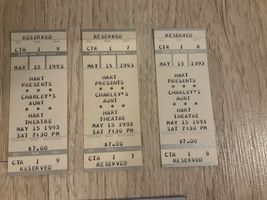 RESERVED
CTR I 9
MAY 15 1993
HART
PRESENTS
* * *
CHARLEY'S
AUNT
* * *
HART
THEATRE
MAY 15 1993
SAT 7:30 PM
$7.00
CTR I 9
RESERVED
RESERVED
CTR I 7
MAY 15 1993
HART
PRESENTS
* * *
CHARLEY'S
AUNT
* * *
HART
THEATRE
MAY 15 1993
SAT 7:30 PM
$7.00
CTR I 7
RESERVED
RESERVED
CTR I 8
MAY 15 1993
HART
PRESENTS
* * *
CHARLEY'S
AUNT
* * *
HART
THEATRE
MAY 15 1993
SAT 7:30 PM
$7.00
CTR I 8
RESERVED